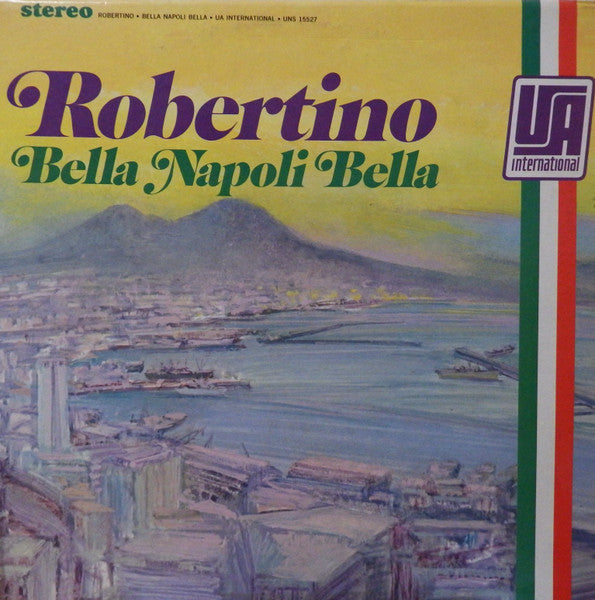 stereo
ROBERTINO • BELLA NAPOLI BELLA • UA INTERNATIONAL • UNS 15527
Robertino
Bella Napoli Bella
UA
international